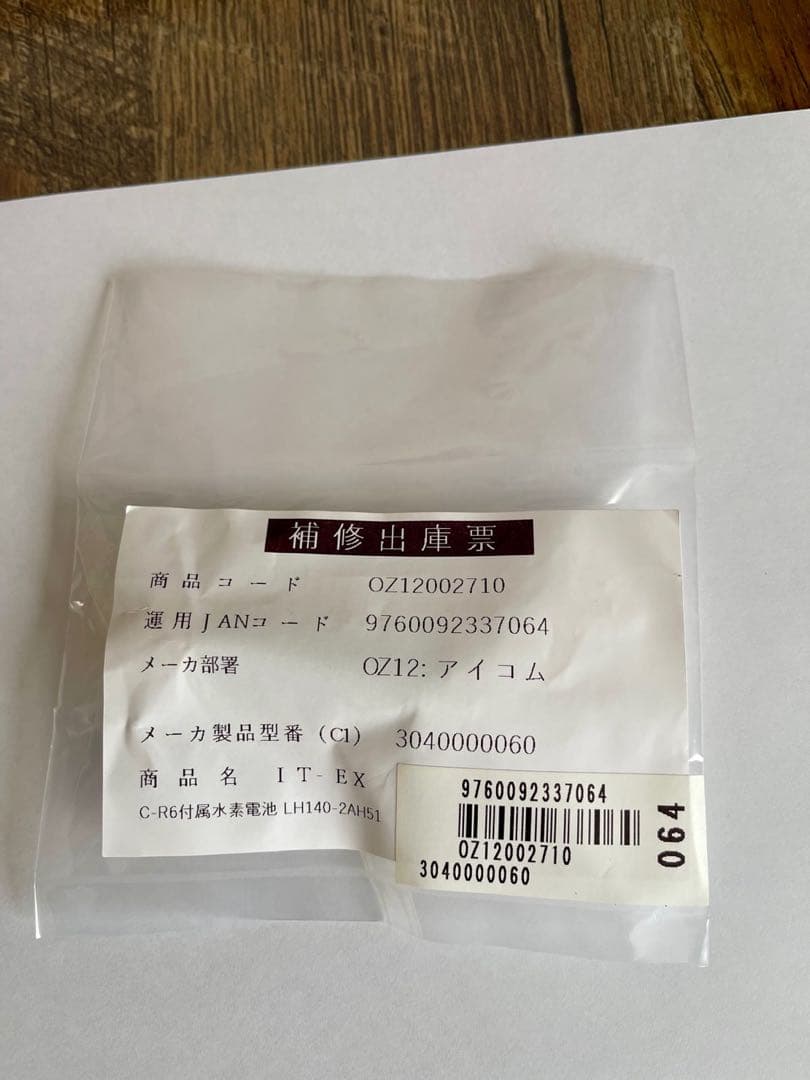 補修出庫票
商品コード OZ12002710
運用JANコード 9760092337064
メーカ部署 OZ12:アイコム
メーカ製品型番(C1) 3040000060
商品名 IT-EX
C-R6付属水素電池 LH140-2AH51
9760092337064
OZ12002710
3040000060
064